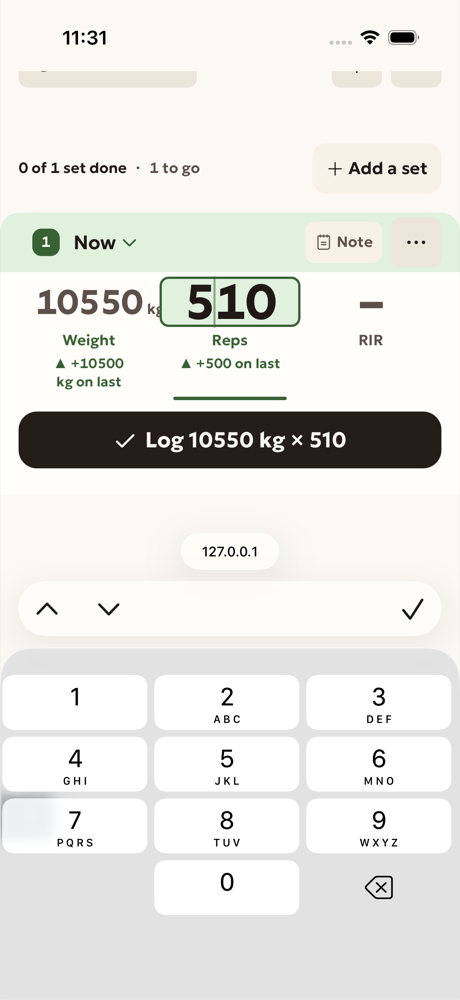 11:31
0 of 1 set done · 1 to go
+ Add a set
1 Now
Note
10550 kg
510
–
Weight
Reps
RIR
▲ +10500 kg on last
▲ +500 on last
✓ Log 10550 kg × 510
127.0.0.1
1
2 ABC
3 DEF
4 GHI
5 JKL
6 MNO
7 PQRS
8 TUV
9 WXYZ
0